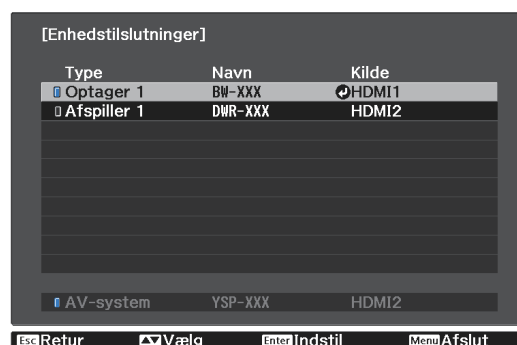 [Enhedstilslutninger]
Type Navn Kilde
Optager 1 BW-XXX HDMI1
Afspiller 1 DWR-XXX HDMI2
AV-system YSP-XXX HDMI2
Esc Retur Vælg Enter Indstil Menu Afslut